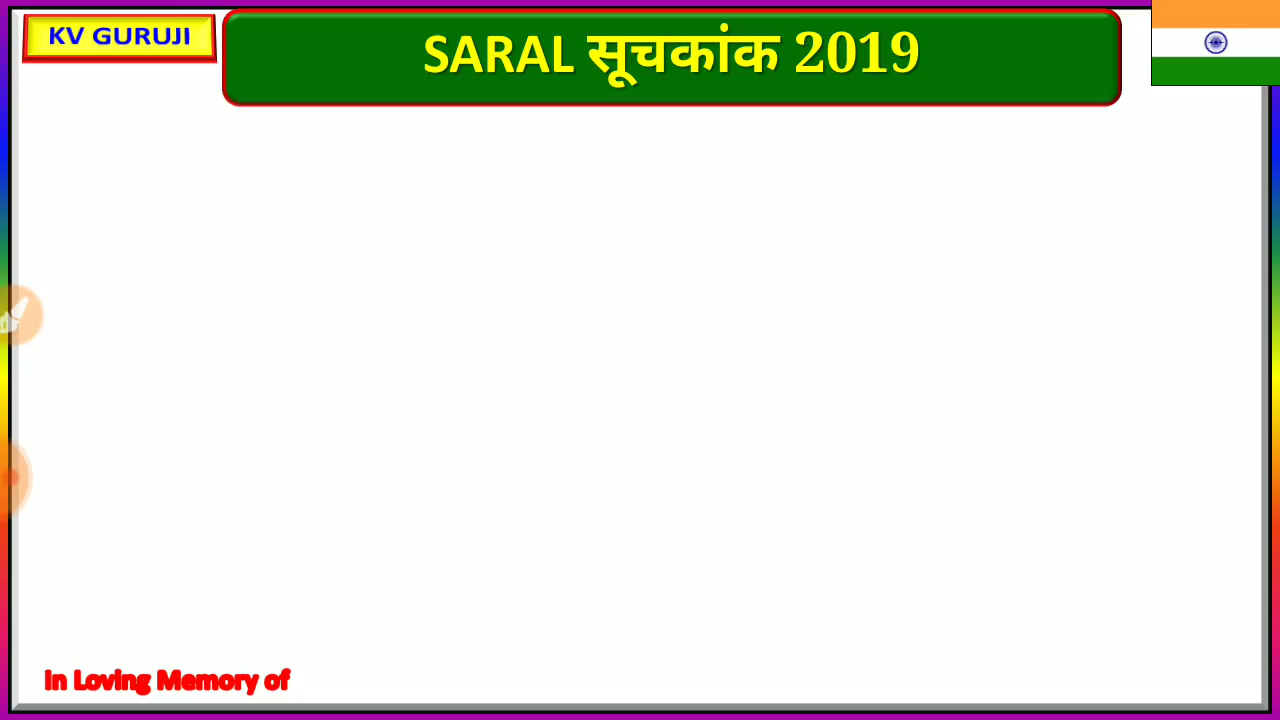 KV GURUJI
SARAL सूचकांक 2019
In Loving Memory of